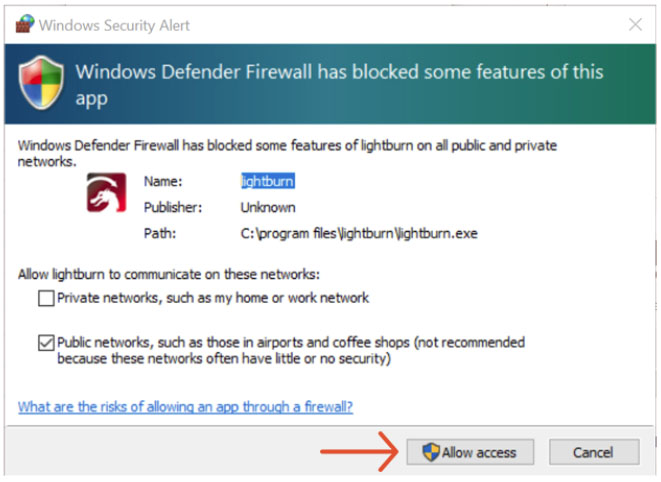 Windows Security Alert
Windows Defender Firewall has blocked some features of this
app
Windows Defender Firewall has blocked some features of lightburn on all public and private
networks.
Name: lightburn
Publisher: Unknown
Path: C:\program files\lightburn\lightburn.exe
Allow lightburn to communicate on these networks:
Private networks, such as my home or work network
Public networks, such as those in airports and coffee shops (not recommended
because these networks often have little or no security)
What are the risks of allowing an app through a firewall?
Allow access Cancel